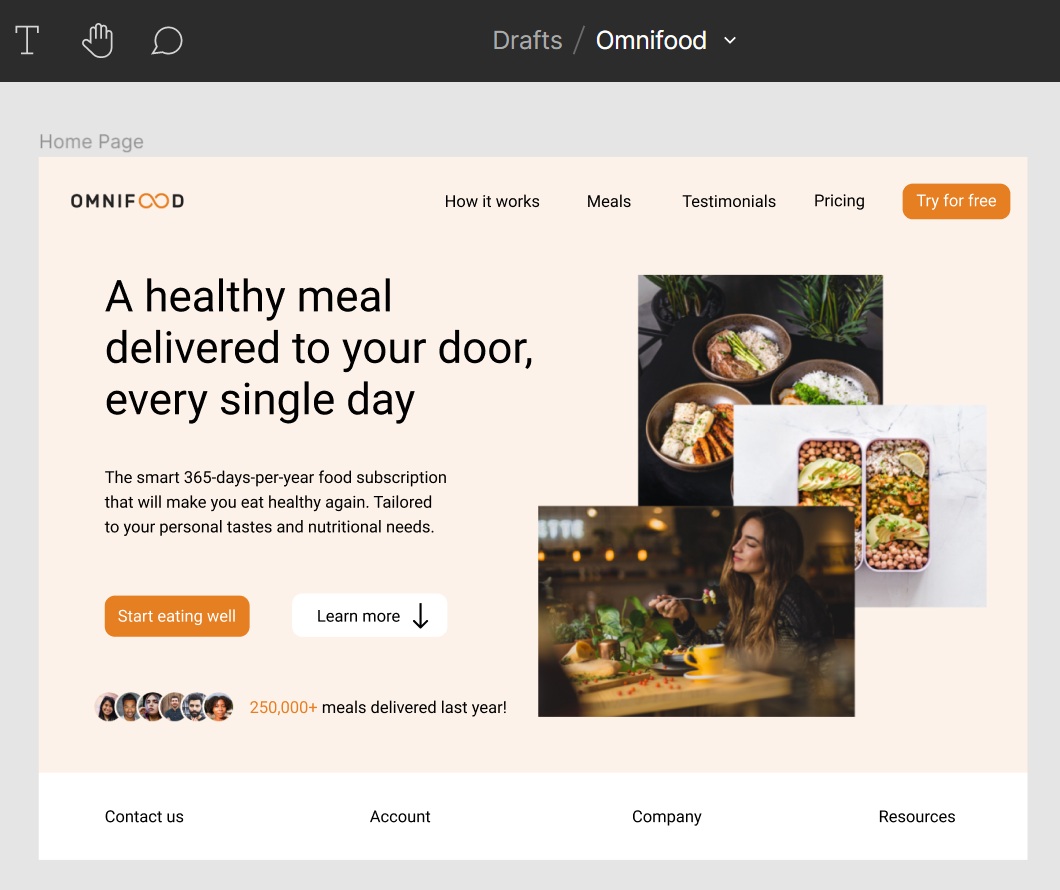 Drafts / Omnifood
Home Page
OMNIFOOD
How it works
Meals
Testimonials
Pricing
Try for free
A healthy meal
delivered to your door,
every single day
The smart 365-days-per-year food subscription
that will make you eat healthy again. Tailored
to your personal tastes and nutritional needs.
Start eating well
Learn more
250,000+ meals delivered last year!
Contact us
Account
Company
Resources